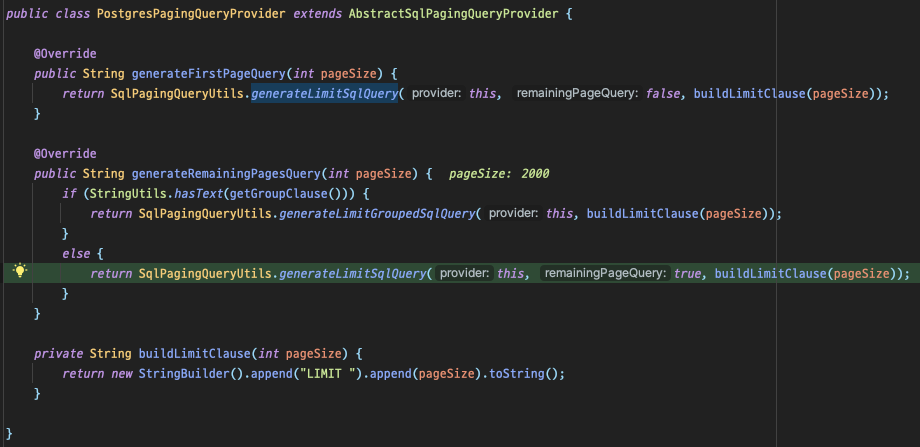 public class PostgresPagingQueryProvider extends AbstractSqlPagingQueryProvider {
@Override
public String generateFirstPageQuery(int pageSize) {
return SqlPagingQueryUtils.generateLimitSqlQuery( provider: this, remainingPageQuery: false, buildLimitClause(pageSize));
}
@Override
public String generateRemainingPagesQuery(int pageSize) { pageSize: 2000
if (StringUtils.hasText(getGroupClause())) {
return SqlPagingQueryUtils.generateLimitGroupedSqlQuery( provider: this, buildLimitClause(pageSize));
}
else {
return SqlPagingQueryUtils.generateLimitSqlQuery( provider: this, remainingPageQuery: true, buildLimitClause(pageSize));
}
}
private String buildLimitClause(int pageSize) {
return new StringBuilder().append("LIMIT ").append(pageSize).toString();
}
}